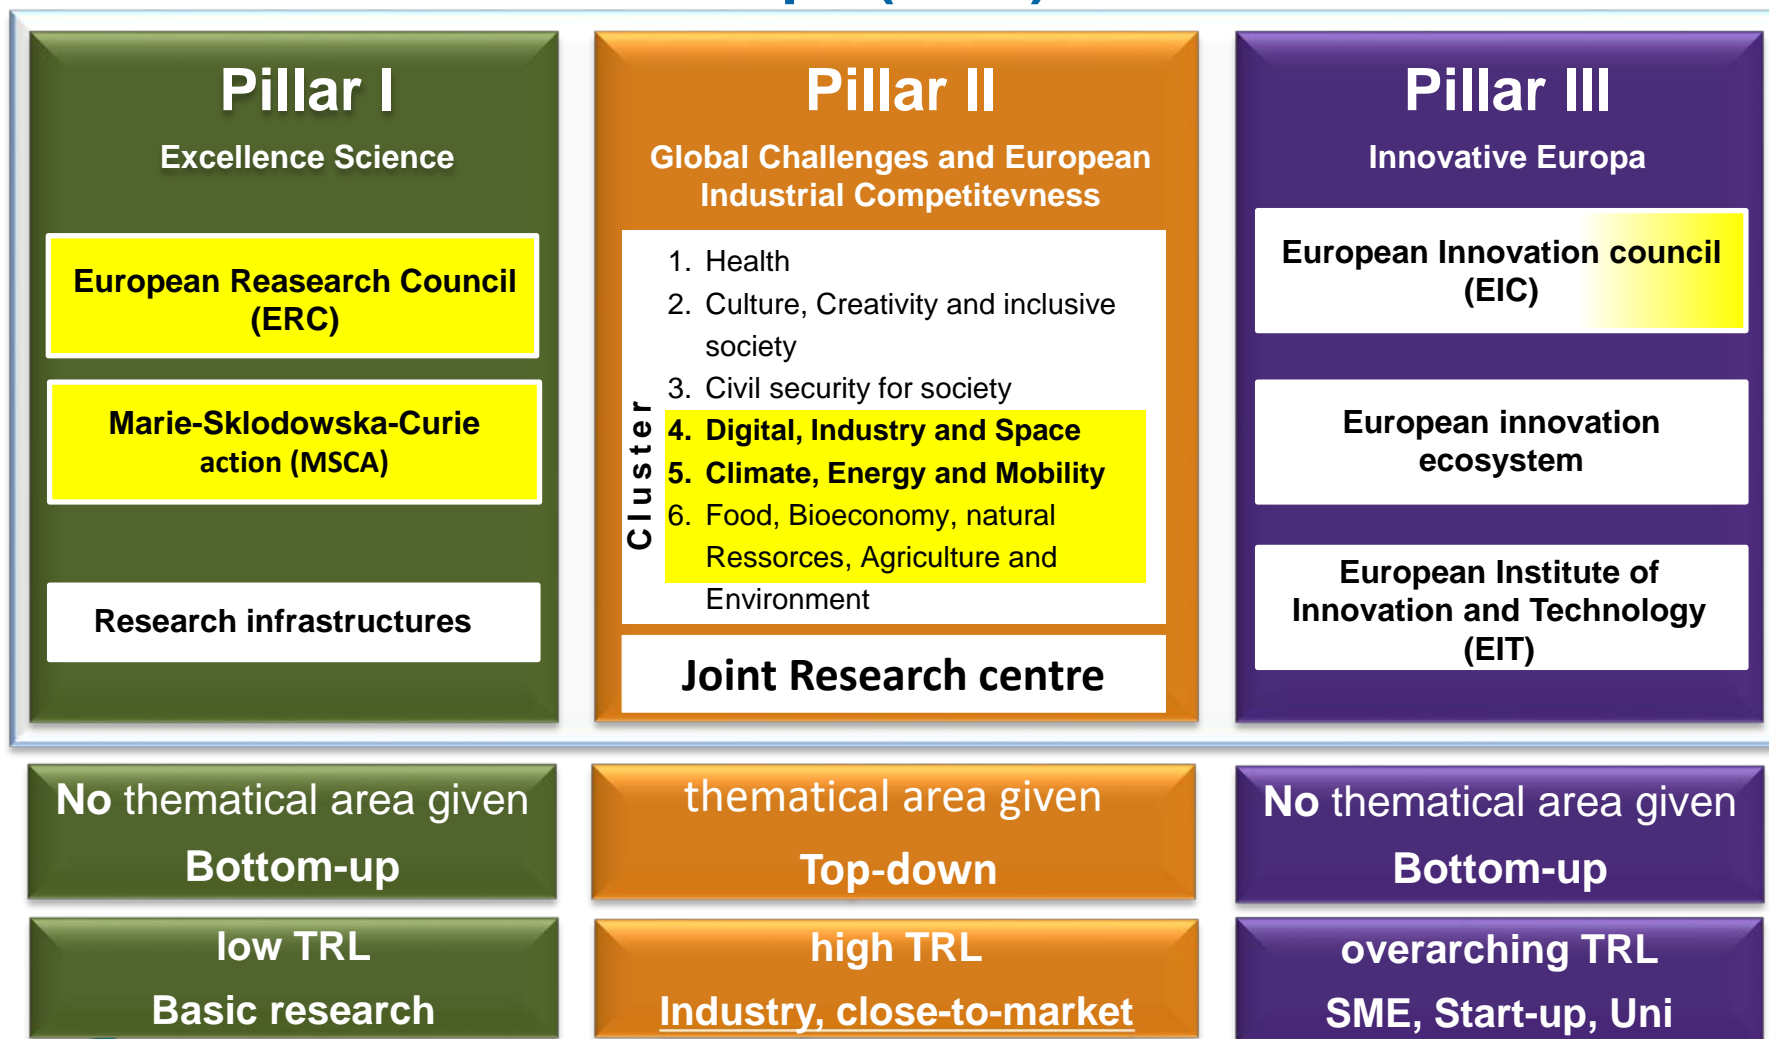 Pillar I
Excellence Science
European Reasearch Council
(ERC)
Marie-Sklodowska-Curie
action (MSCA)
Research infrastructures
Pillar II
Global Challenges and European
Industrial Competitevness
Cluster
1. Health
2. Culture, Creativity and inclusive
society
3. Civil security for society
4. Digital, Industry and Space
5. Climate, Energy and Mobility
6. Food, Bioeconomy, natural
Ressorces, Agriculture and
Environment
Joint Research centre
Pillar III
Innovative Europa
European Innovation council
(EIC)
European innovation
ecosystem
European Institute of
Innovation and Technology
(EIT)
No thematical area given
Bottom-up
thematical area given
Top-down
No thematical area given
Bottom-up
low TRL
Basic research
high TRL
Industry, close-to-market
overarching TRL
SME, Start-up, Uni